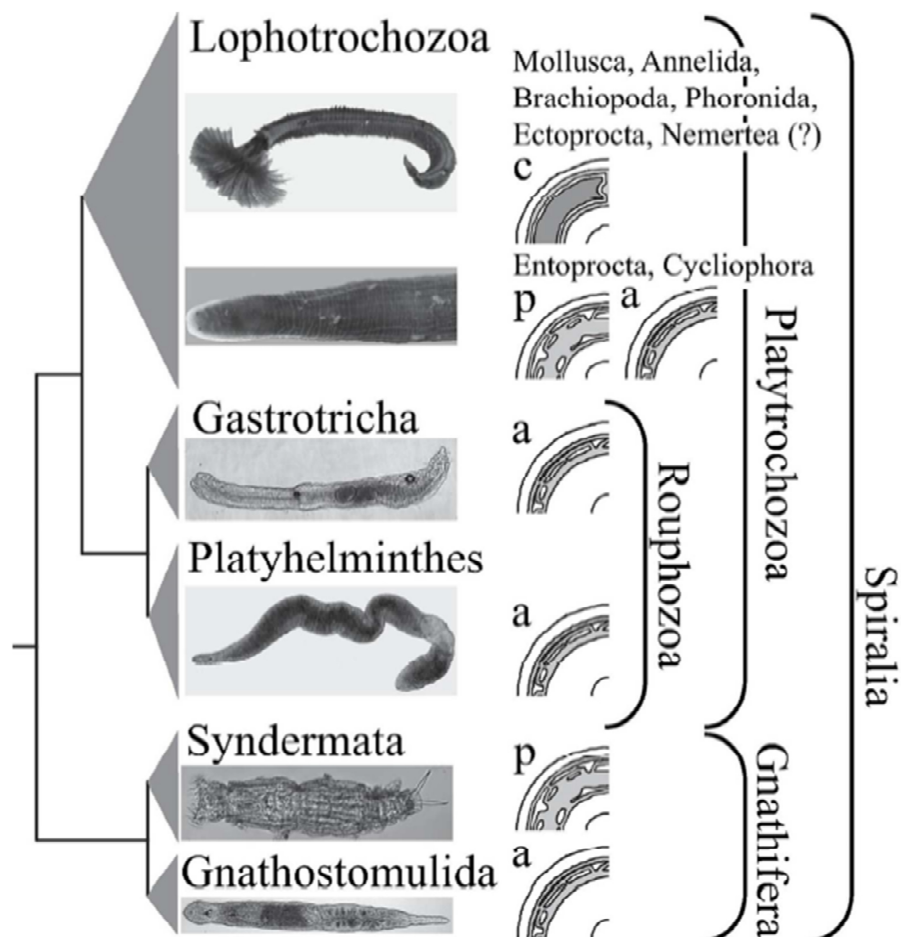 Lophotrochozoa
Mollusca, Annelida,
Brachiopoda, Phoronida,
Ectoprocta, Nemertea (?)
c
Entoprocta, Cycliophora
p
a
Gastrotricha
a
Platyhelminthes
a
Rouphozoa
Platytrochozoa
Syndermata
p
Gnathostomulida
a
Gnathifera
Spiralia